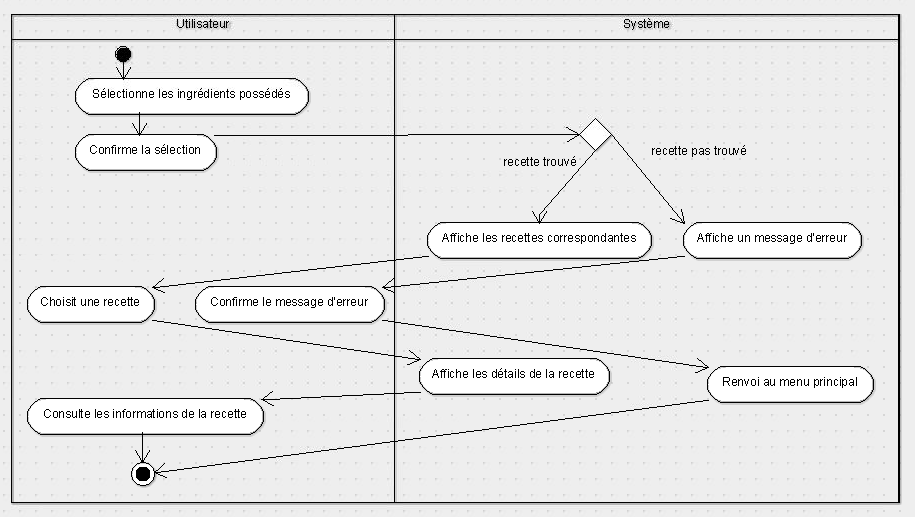 Utilisateur
Système
Sélectionne les ingrédients possédés
Confirme la sélection
recette trouvé
recette pas trouvé
Affiche les recettes correspondantes
Affiche un message d'erreur
Choisit une recette
Confirme le message d'erreur
Affiche les détails de la recette
Renvoi au menu principal
Consulte les informations de la recette